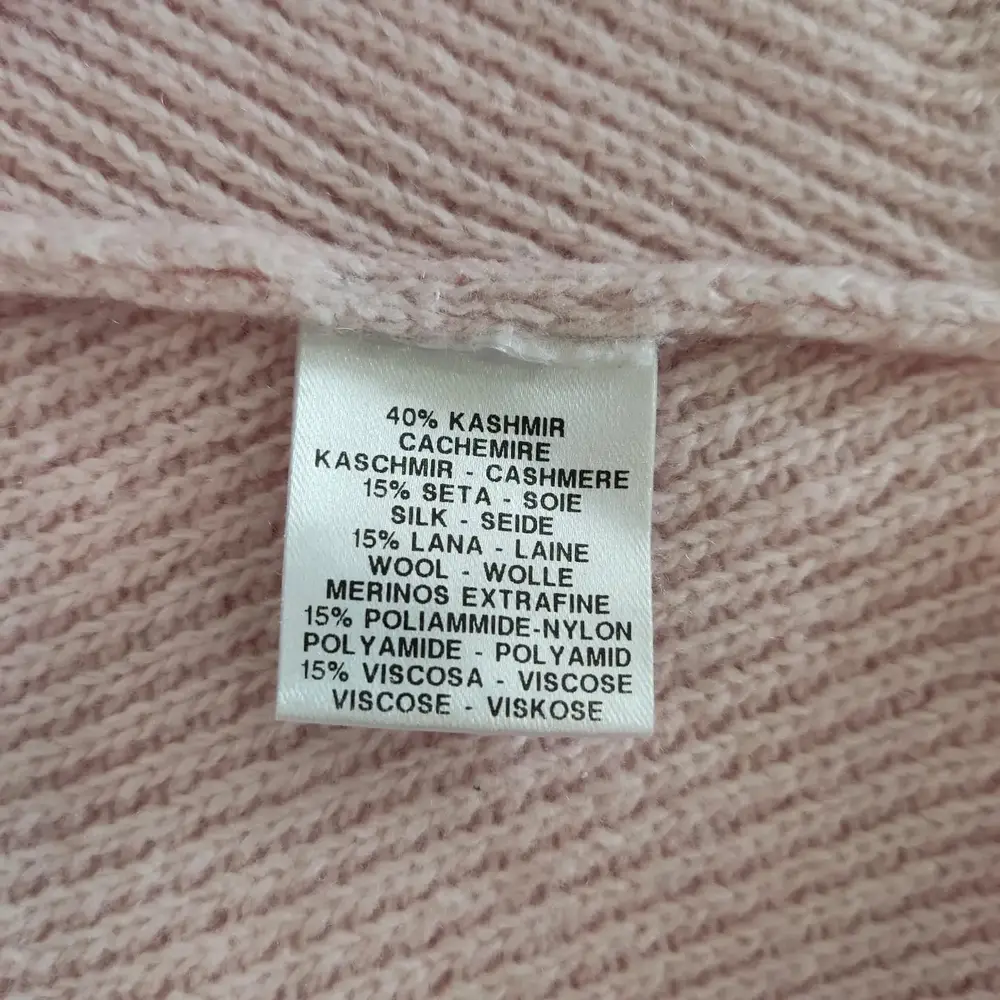 40% KASHMIR
CACHEMIRE
KASCHMIR - CASHMERE
15% SETA - SOIE
SILK - SEIDE
15% LANA - LAINE
WOOL - WOLLE
MERINOS EXTRAFINE
15% POLIAMMIDE-NYLON
POLYAMIDE - POLYAMID
15% VISCOSA - VISCOSE
VISCOSE - VISKOSE